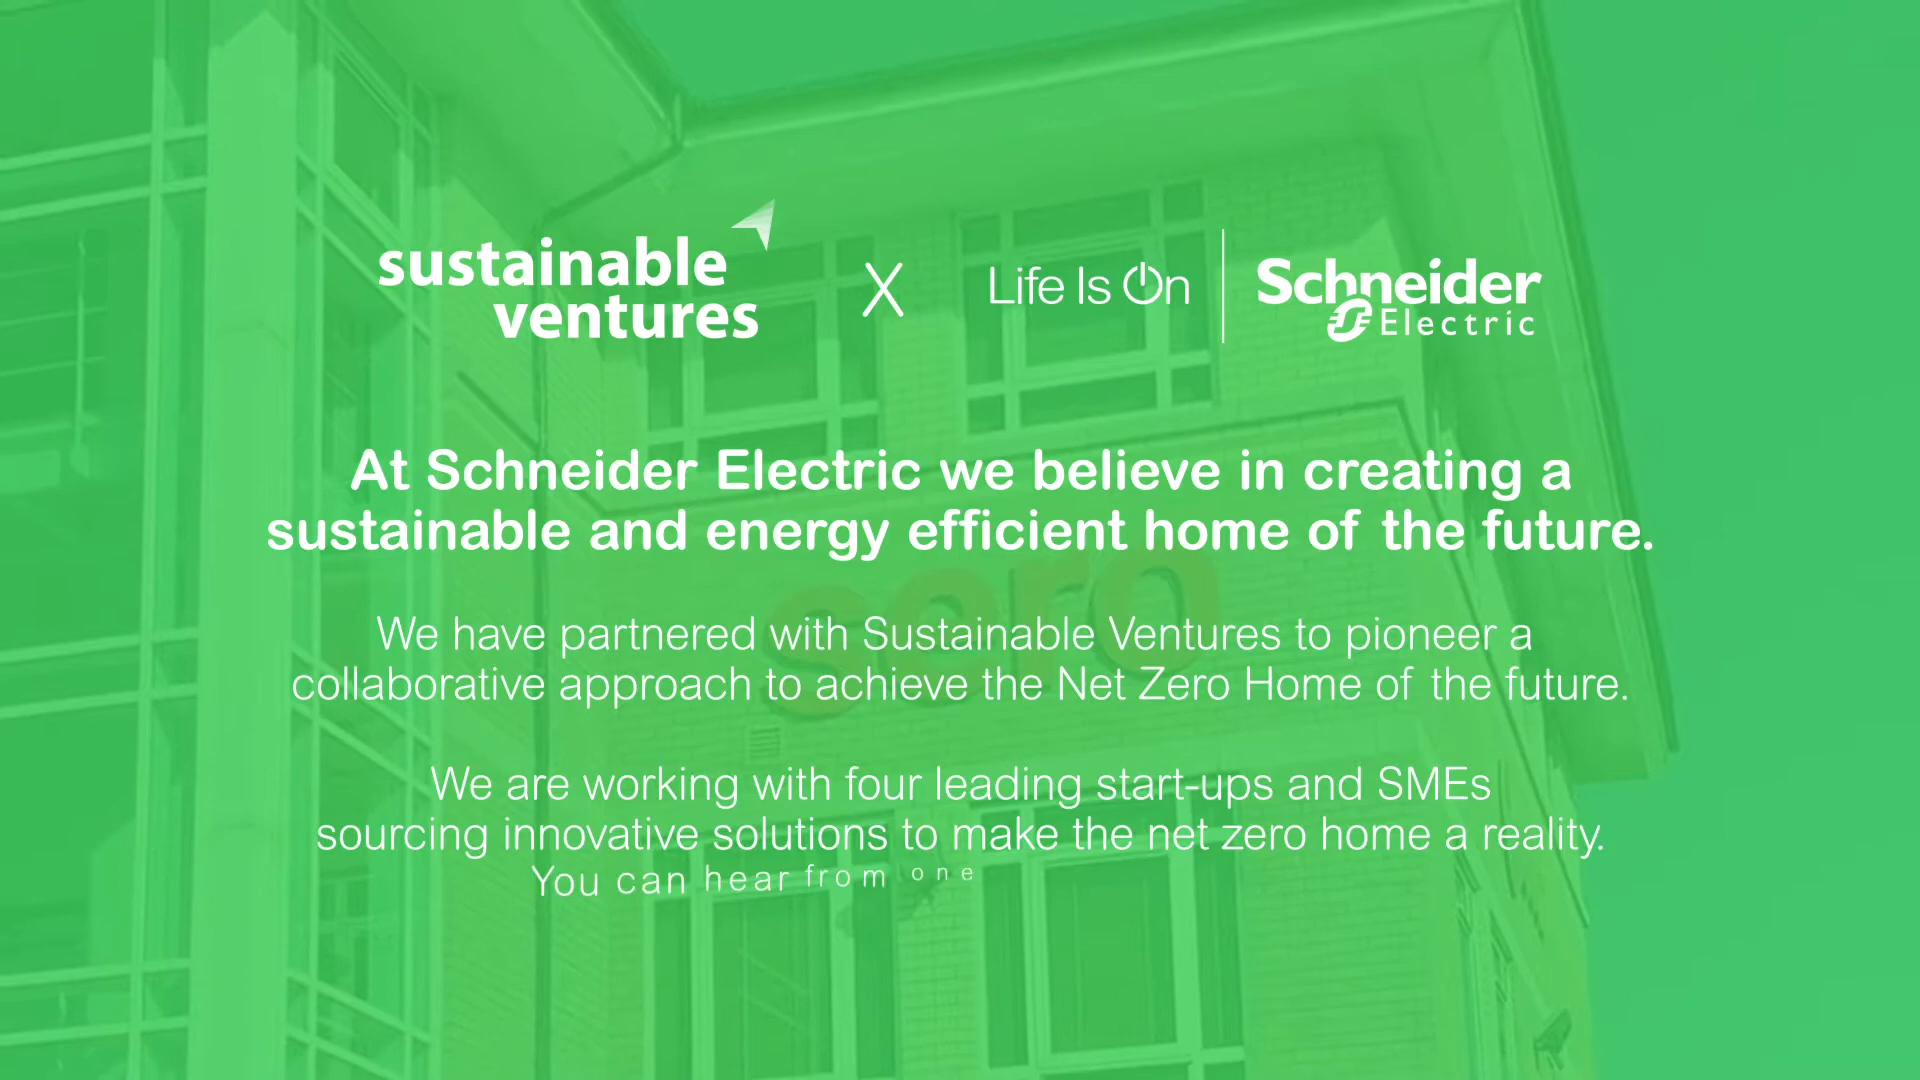 sustainable
ventures
X
Life Is On
Schneider
Electric
At Schneider Electric we believe in creating a
sustainable and energy efficient home of the future.
sero
We have partnered with Sustainable Ventures to pioneer a
collaborative approach to achieve the Net Zero Home of the future.
We are working with four leading start-ups and SMEs
sourcing innovative solutions to make the net zero home a reality.
You can hear from one